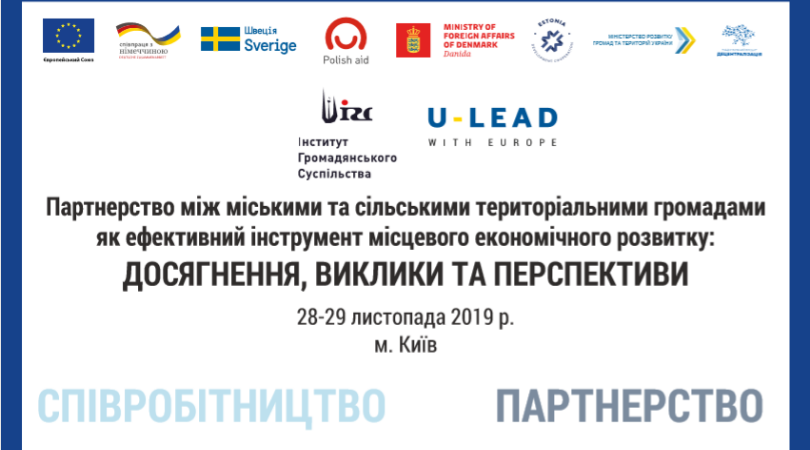 Європейський Союз
співпраця з
німеччиною
DEUTSCHE ZUSAMMENARBEIT
Швеція
Sverige
Polish aid
MINISTRY OF
FOREIGN AFFAIRS
OF DENMARK
Danida
ESTONIA
МІНІСТЕРСТВО РОЗВИТКУ
ГРОМАД ТА ТЕРИТОРІЙ УКРАЇНИ
ДЕЦЕНТРАЛІЗАЦІЯ
ІГС
Інститут
Громадянського
Суспільства
U-LEAD
WITH EUROPE
Партнерство між міськими та сільськими територіальними громадами
як ефективний інструмент місцевого економічного розвитку:
ДОСЯГНЕННЯ, ВИКЛИКИ ТА ПЕРСПЕКТИВИ
28-29 листопада 2019 р.
м. Київ
СПІВРОБІТНИЦТВО
ПАРТНЕРСТВО